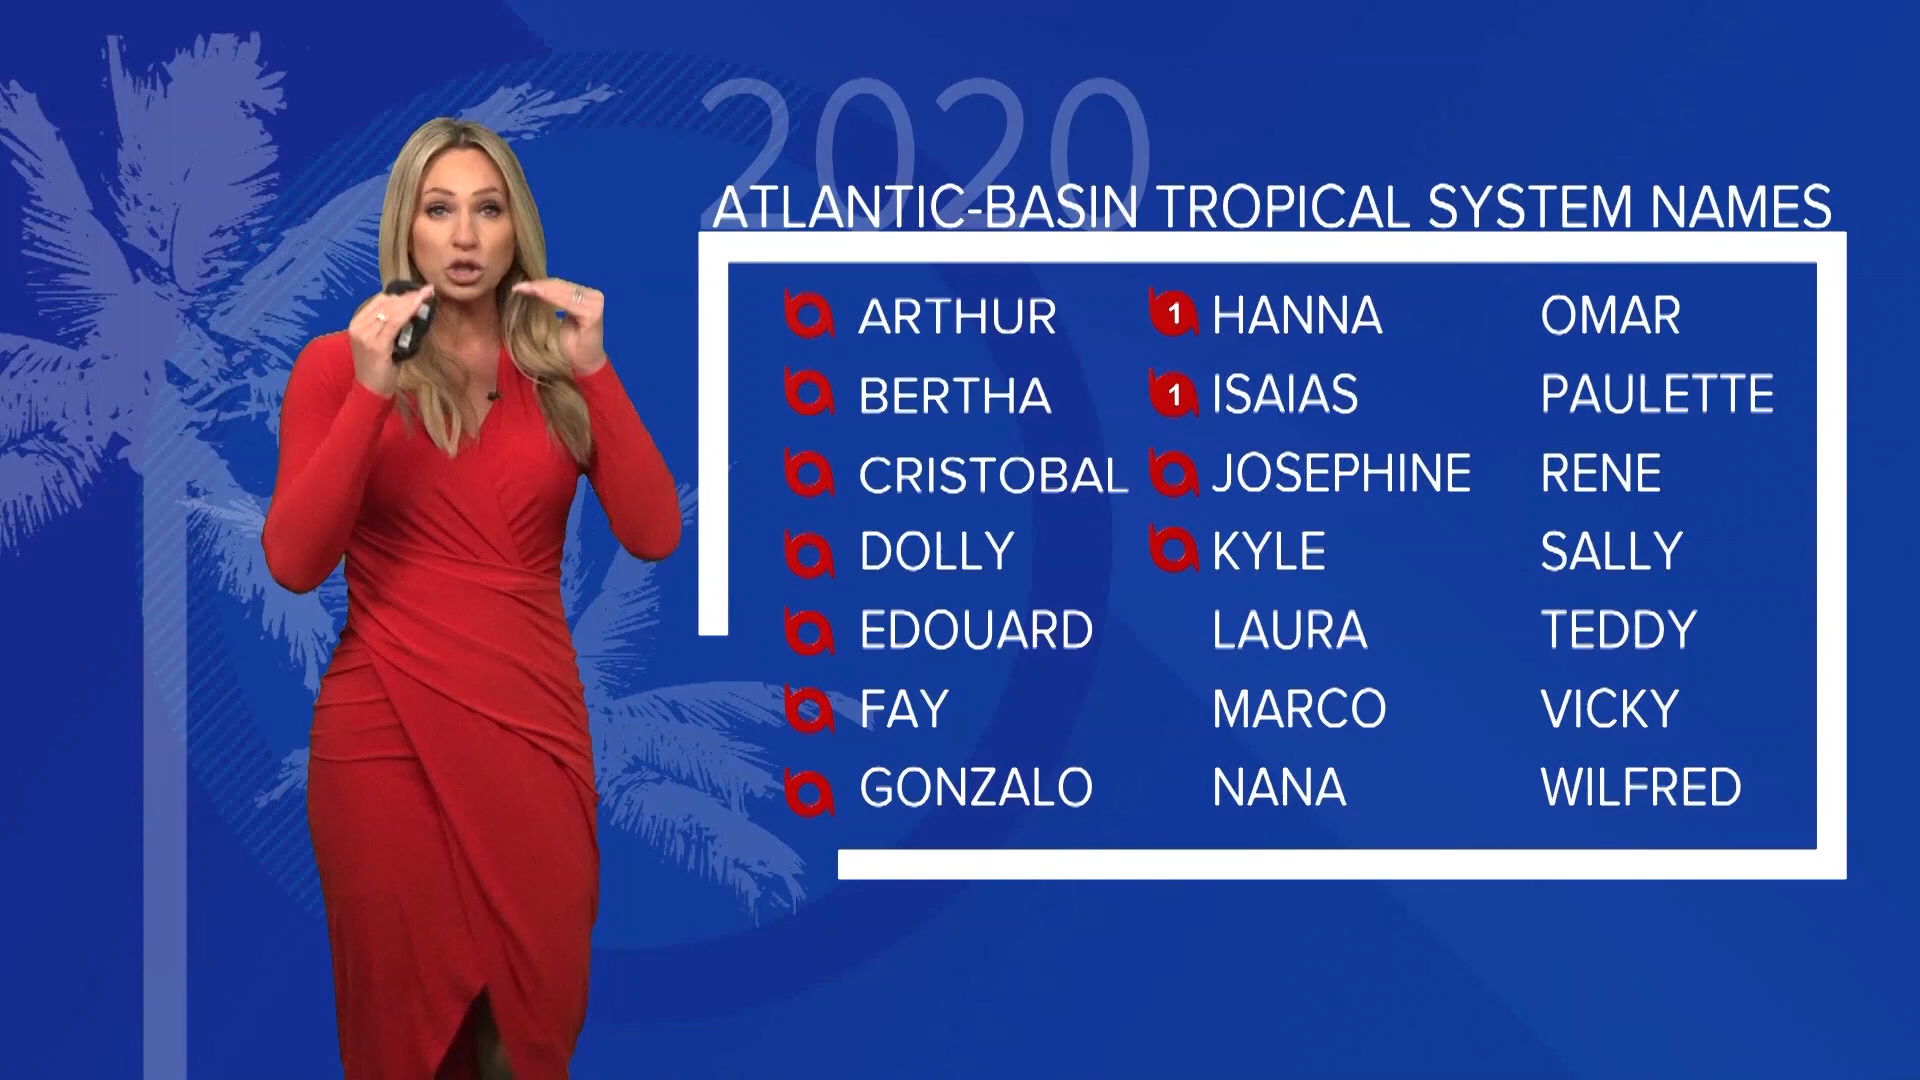 2020
ATLANTIC-BASIN TROPICAL SYSTEM NAMES
ARTHUR
BERTHA
CRISTOBAL
DOLLY
EDOUARD
FAY
GONZALO
1 HANNA
1 ISAIAS
JOSEPHINE
KYLE
LAURA
MARCO
NANA
OMAR
PAULETTE
RENE
SALLY
TEDDY
VICKY
WILFRED